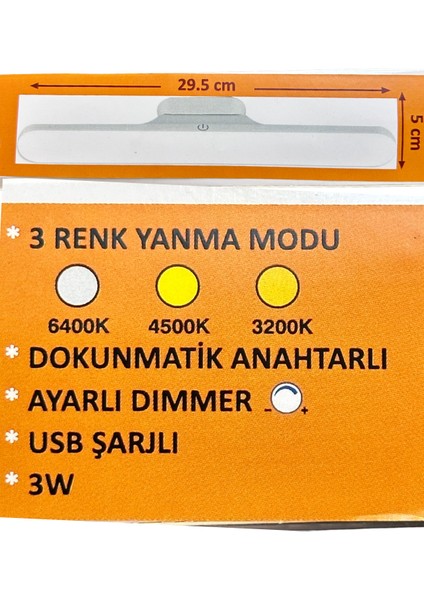 29.5 cm
5 cm
* 3 RENK YANMA MODU
6400K 4500K 3200K
* DOKUNMATİK ANAHTARLI
* AYARLI DIMMER - +
* USB ŞARJLI
* 3W